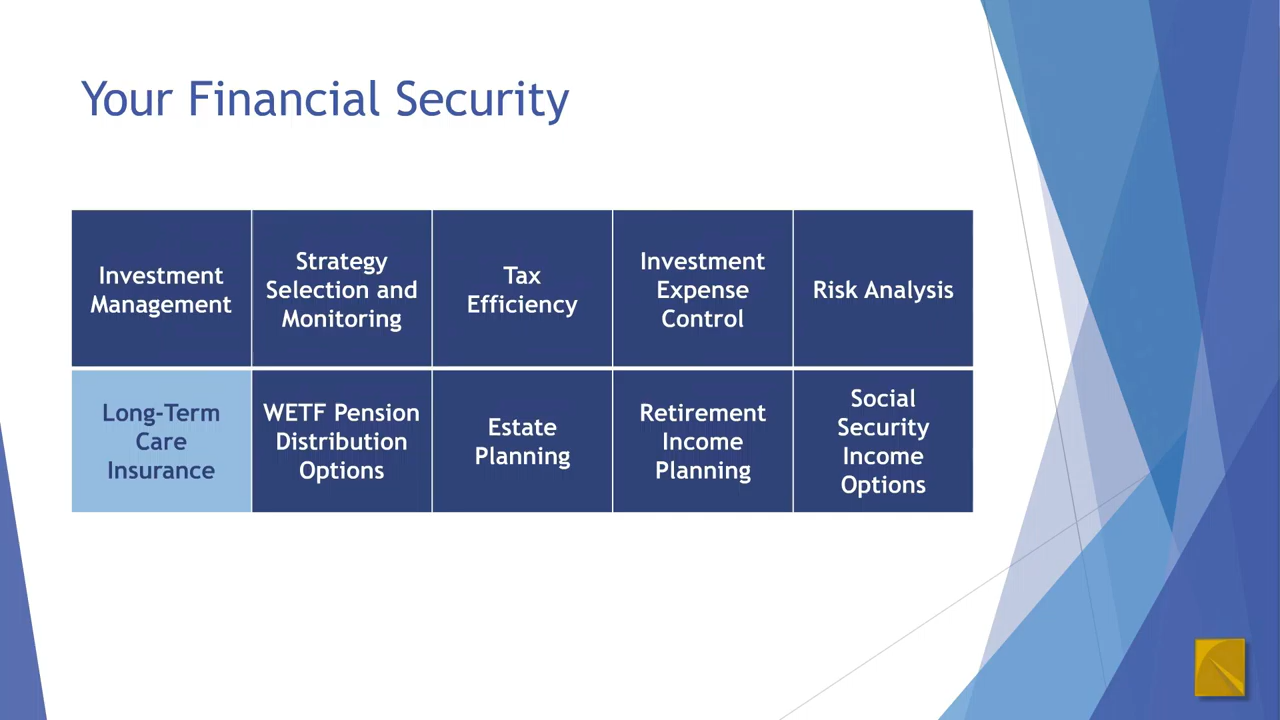 Your Financial Security
Investment
Management
Strategy
Selection and
Monitoring
Tax
Efficiency
Investment
Expense
Control
Risk Analysis
Long-Term
Care
Insurance
WETF Pension
Distribution
Options
Estate
Planning
Retirement
Income
Planning
Social
Security
Income
Options